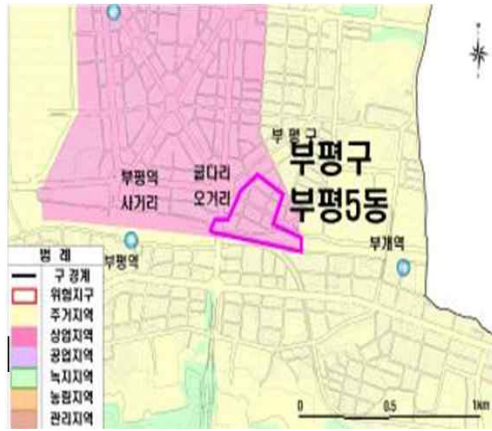 부평구
부평구
부평5동
부평역
사거리
굴다리
오거리
부평역
부개역
범 례
구 경계
위험지구
주거지역
상업지역
공업지역
녹지지역
농림지역
관리지역
0 0.5 1km